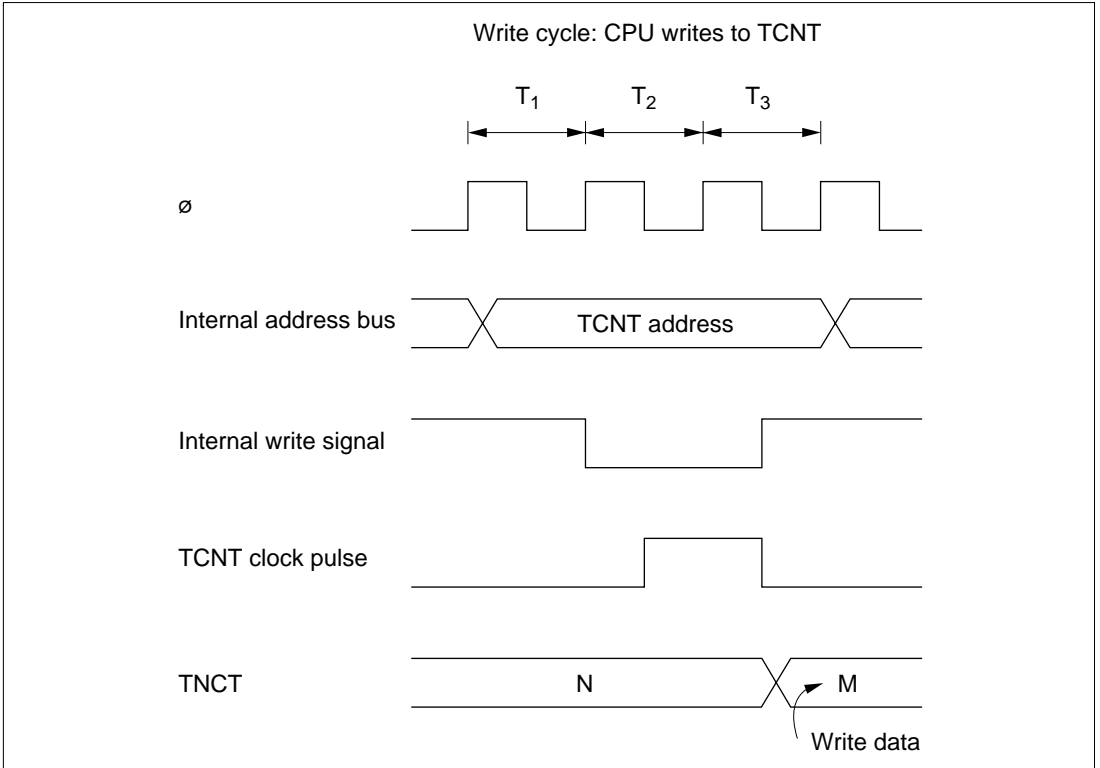 Write cycle: CPU writes to TCNT
T1 T2 T3
ø
Internal address bus
TCNT address
Internal write signal
TCNT clock pulse
TNCT
N
M
Write data